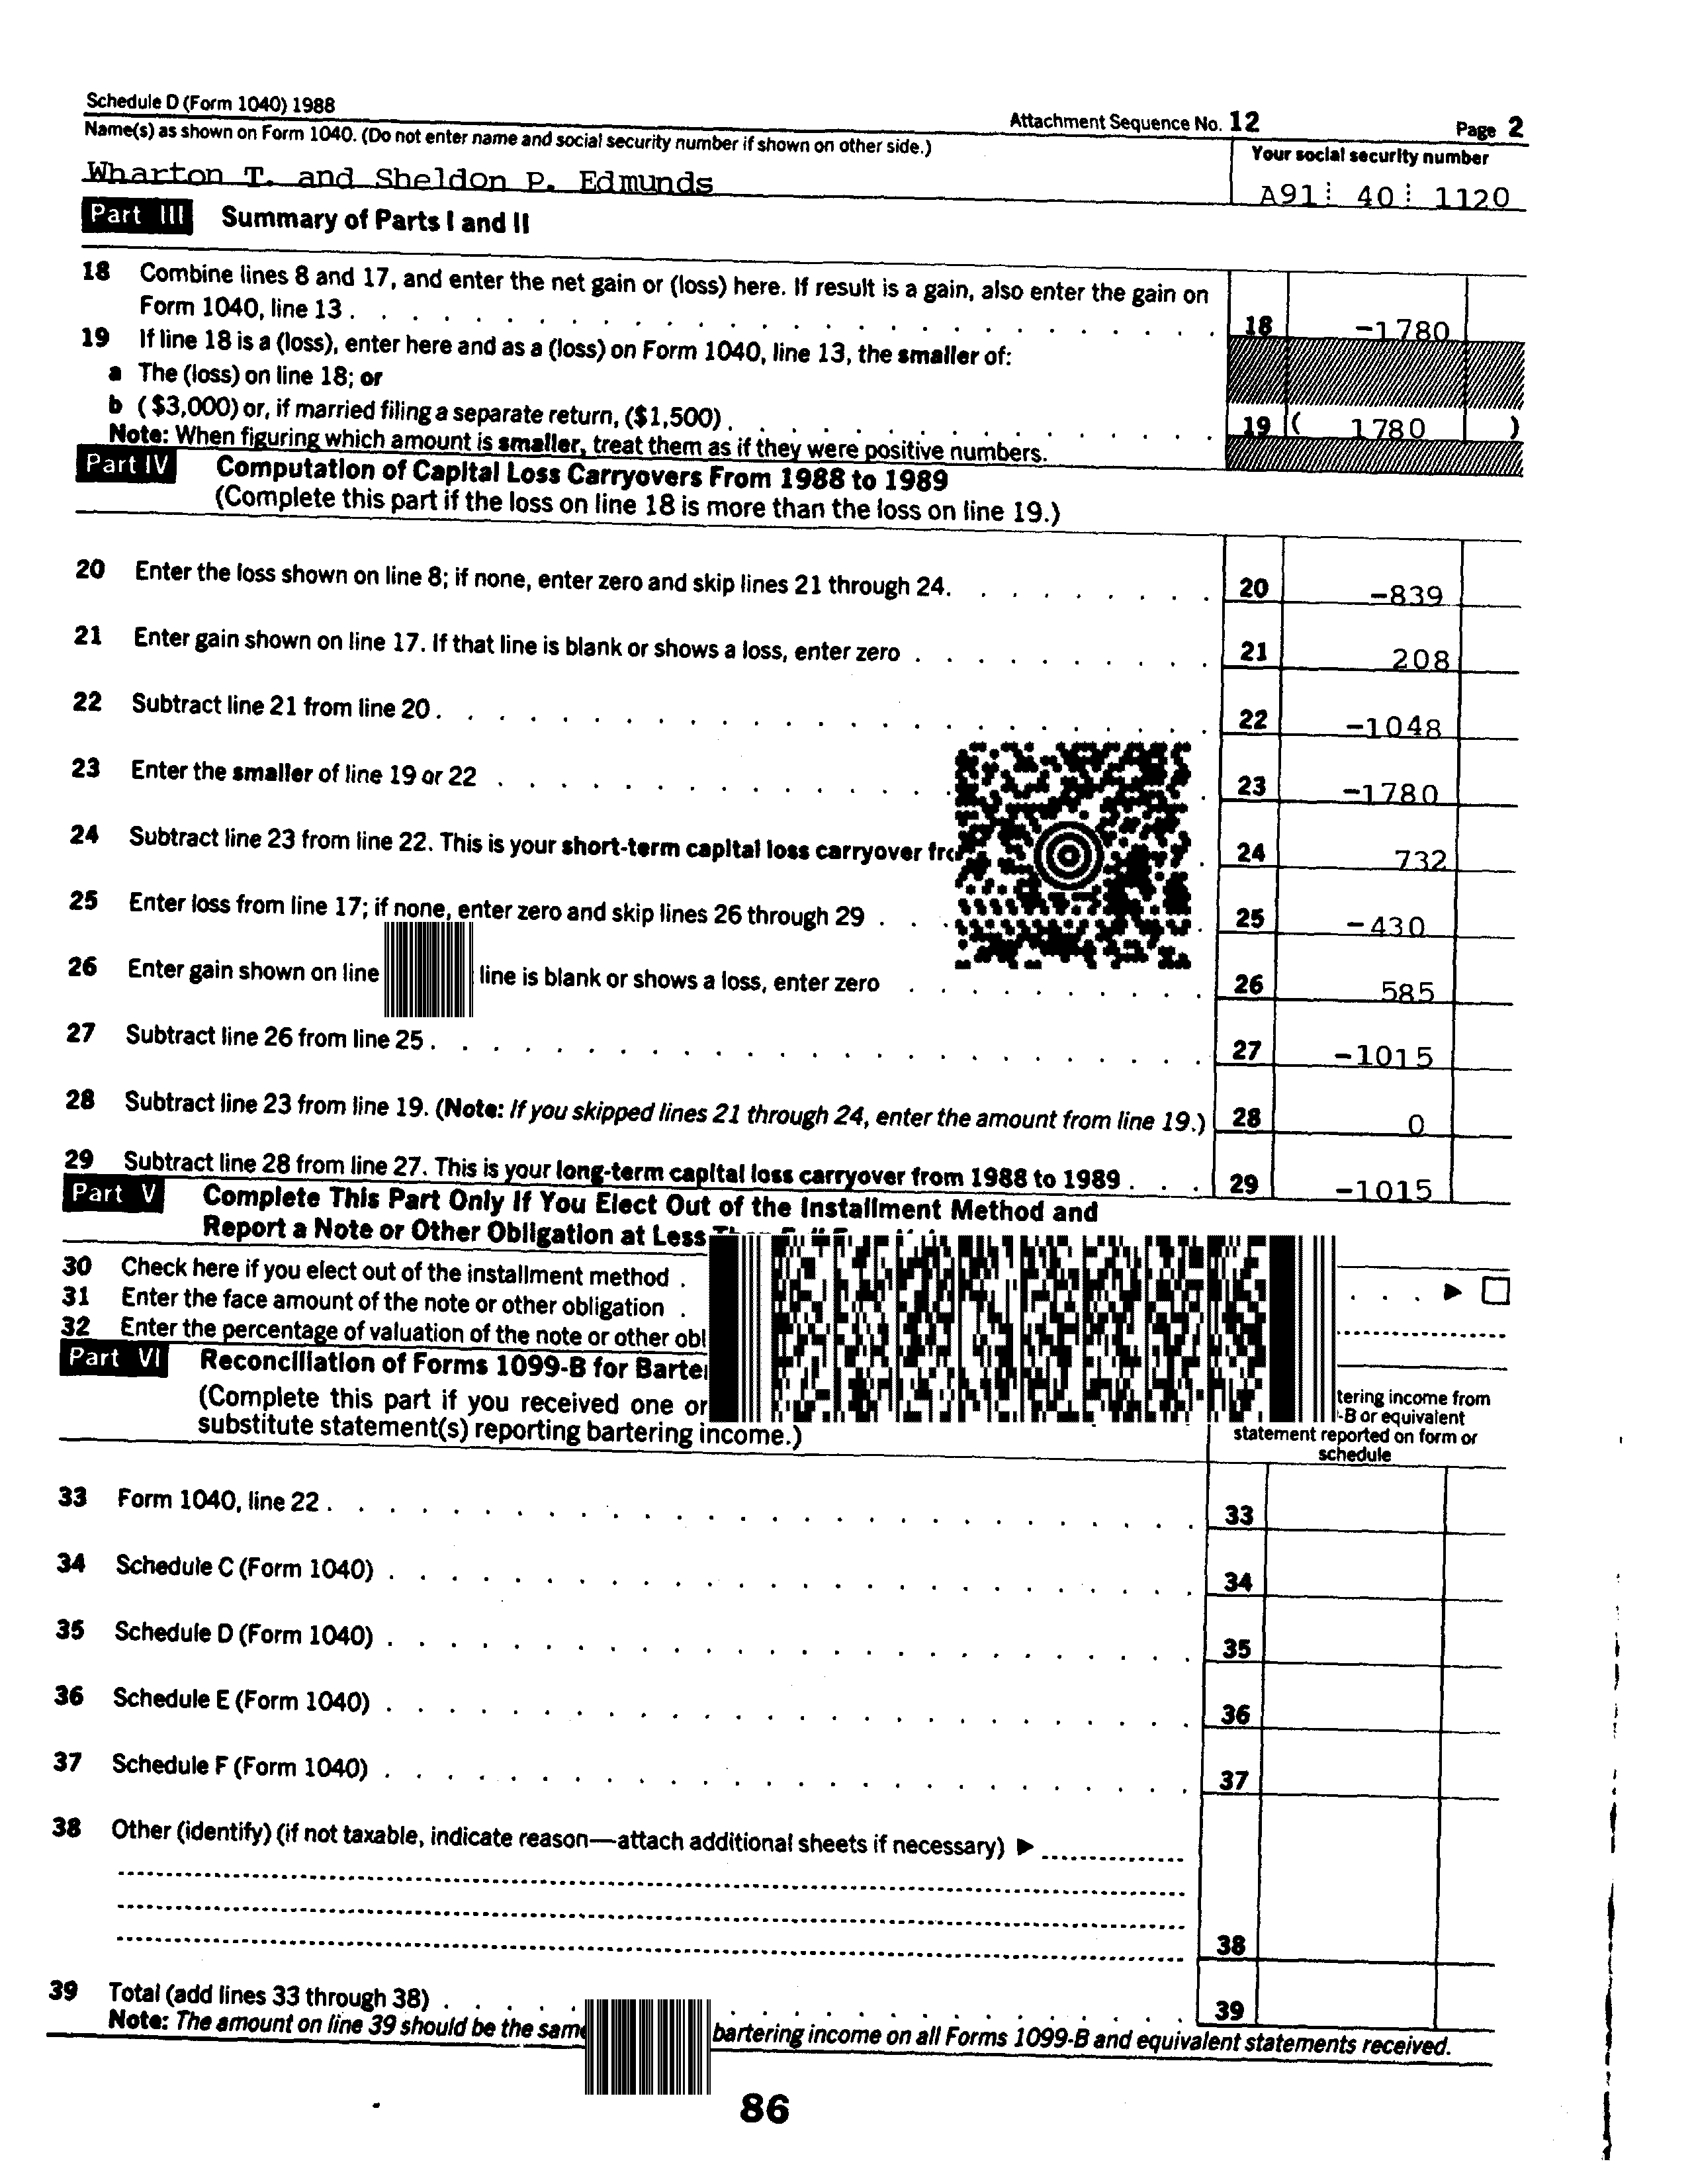 Schedule D (Form 1040) 1988
Attachment Sequence No. 12
Page 2
Name(s) as shown on Form 1040. (Do not enter name and social security number if shown on other side.)
Your social security number
Wharton T. and Sheldon P. Edmunds
A91 40 1120
Part III Summary of Parts I and II
18 Combine lines 8 and 17, and enter the net gain or (loss) here. If result is a gain, also enter the gain on
Form 1040, line 13 . . . . 18 -1780
19 If line 18 is a (loss), enter here and as a (loss) on Form 1040, line 13, the smaller of:
a The (loss) on line 18; or
b ($3,000) or, if married filing a separate return, ($1,500) . . . . 19 ( 1780 )
Note: When figuring which amount is smaller, treat them as if they were positive numbers.
Part IV Computation of Capital Loss Carryovers From 1988 to 1989
(Complete this part if the loss on line 18 is more than the loss on line 19.)
20 Enter the loss shown on line 8; if none, enter zero and skip lines 21 through 24. . . . . 20 -839
21 Enter gain shown on line 17. If that line is blank or shows a loss, enter zero . . . . 21 208
22 Subtract line 21 from line 20 . . . . 22 -1048
23 Enter the smaller of line 19 or 22 . . . . 23 -1780
24 Subtract line 23 from line 22. This is your short-term capital loss carryover 24 732
25 Enter loss from line 17; if none, enter zero and skip lines 26 through 29 . . . 25 -430
26 Enter gain shown on line line is blank or shows a loss, enter zero . . . . 26 585
27 Subtract line 26 from line 25 . . . . 27 -1015
28 Subtract line 23 from line 19. (Note: If you skipped lines 21 through 24, enter the amount from line 19.) 28 0
29 Subtract line 28 from line 27. This is your long-term capital loss carryover from 1988 to 1989 . . . 29 -1015
Part V Complete This Part Only If You Elect Out of the Installment Method and
Report a Note or Other Obligation at Less
30 Check here if you elect out of the installment method . . . . ▶ ☐
31 Enter the face amount of the note or other obligation .
32 Enter the percentage of valuation of the note or other
Part VI Reconciliation of Forms 1099-B for
(Complete this part if you received one or
substitute statement(s) reporting bartering income.)
income from
-B or equivalent
statement reported on form or
schedule
33 Form 1040, line 22 . . . . 33
34 Schedule C (Form 1040) . . . . 34
35 Schedule D (Form 1040) . . . . 35
36 Schedule E (Form 1040) . . . . 36
37 Schedule F (Form 1040) . . . . 37
38 Other (identify) (if not taxable, indicate reason—attach additional sheets if necessary) ▶
38
39 Total (add lines 33 through 38) . . . . 39
Note: The amount on line 39 should be the same bartering income on all Forms 1099-B and equivalent statements received.
86